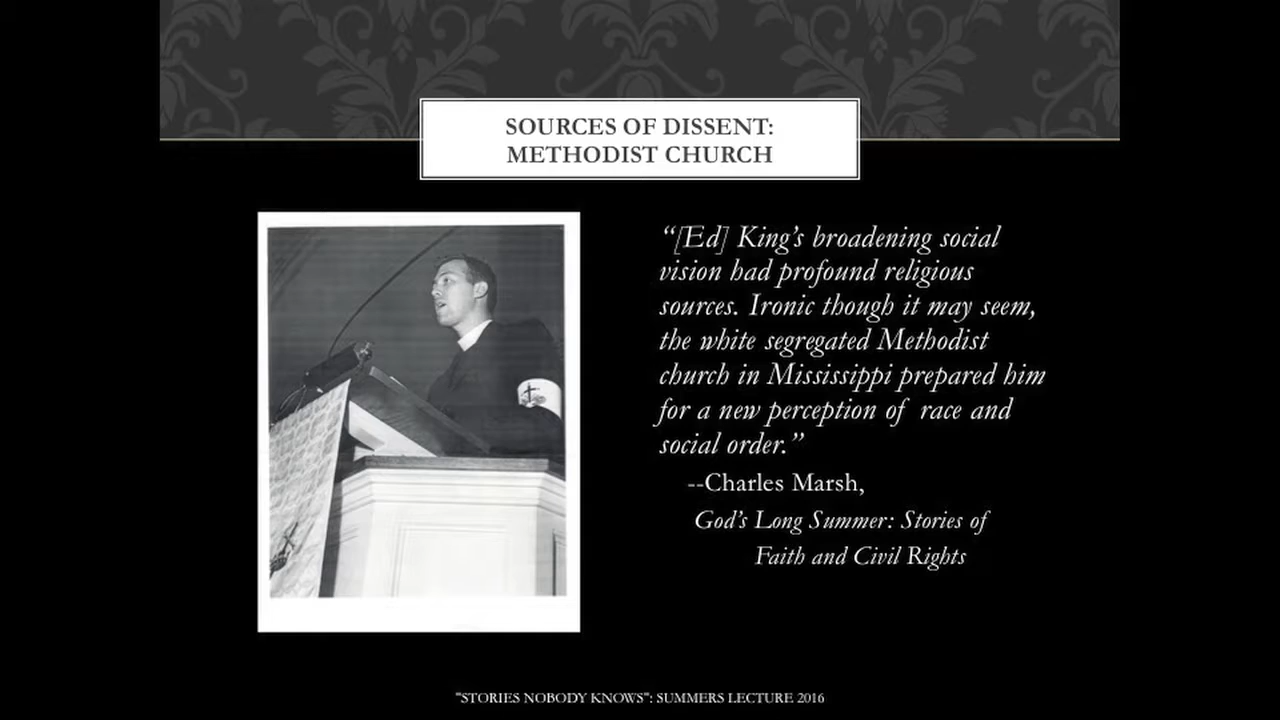 SOURCES OF DISSENT:
METHODIST CHURCH
“[Ed] King’s broadening social
vision had profound religious
sources. Ironic though it may seem,
the white segregated Methodist
church in Mississippi prepared him
for a new perception of  race and
social order.”
--Charles Marsh,
God’s Long Summer: Stories of
Faith and Civil Rights
"STORIES NOBODY KNOWS": SUMMERS LECTURE 2016